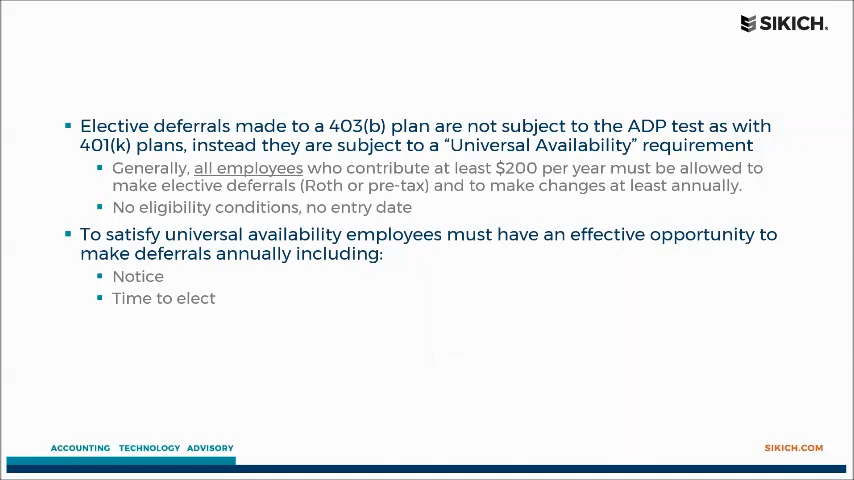 SIKICH.
Elective deferrals made to a 403(b) plan are not subject to the ADP test as with
401(k) plans, instead they are subject to a “Universal Availability” requirement
Generally, all employees who contribute at least $200 per year must be allowed to
make elective deferrals (Roth or pre-tax) and to make changes at least annually.
No eligibility conditions, no entry date
To satisfy universal availability employees must have an effective opportunity to
make deferrals annually including:
Notice
Time to elect
ACCOUNTING TECHNOLOGY ADVISORY
SIKICH.COM